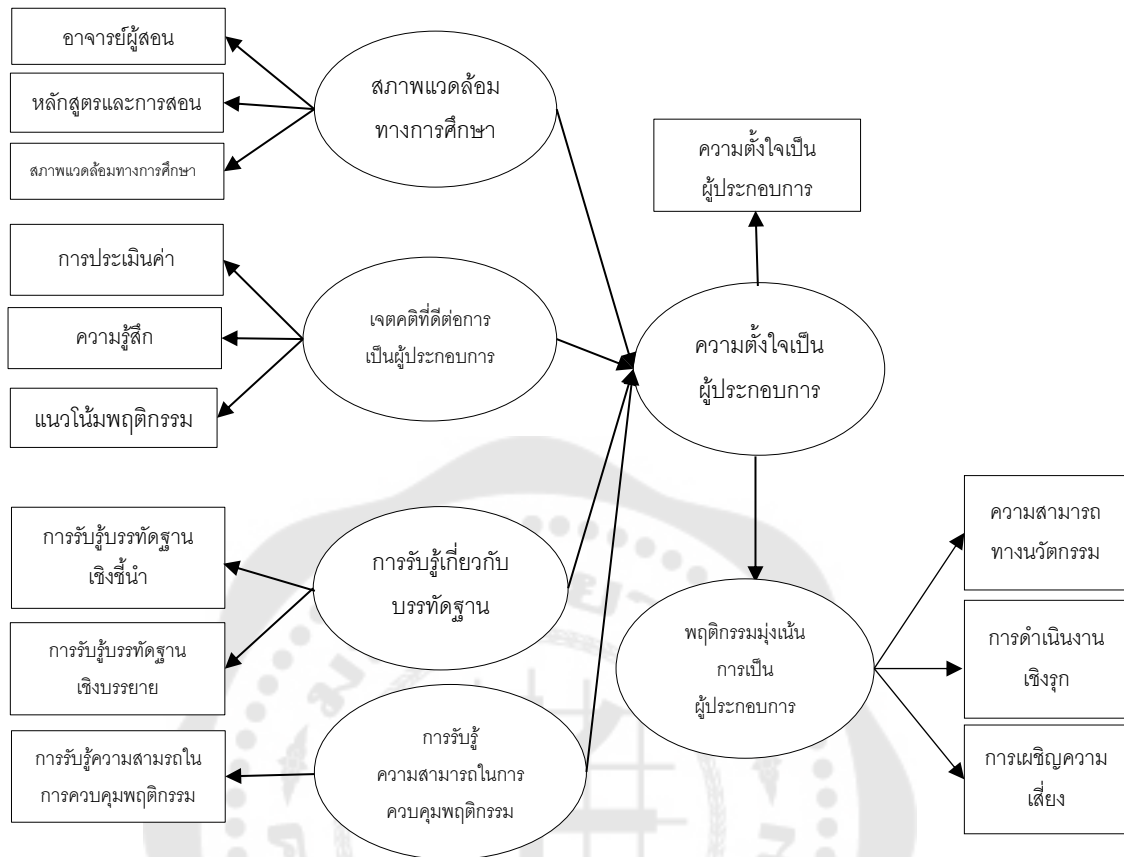 อาจารย์ผู้สอน
หลักสูตรและการสอน
สภาพแวดล้อมทางการศึกษา
สภาพแวดล้อม
ทางการศึกษา
ความตั้งใจเป็น
ผู้ประกอบการ
การประเมินค่า
ความรู้สึก
แนวโน้มพฤติกรรม
เจตคติที่ดีต่อการ
เป็นผู้ประกอบการ
ความตั้งใจเป็น
ผู้ประกอบการ
การรับรู้บรรทัดฐาน
เชิงชี้นำ
การรับรู้บรรทัดฐาน
เชิงบรรยาย
การรับรู้เกี่ยวกับ
บรรทัดฐาน
พฤติกรรมมุ่งเน้น
การเป็น
ผู้ประกอบการ
ความสามารถ
ทางนวัตกรรม
การดำเนินงาน
เชิงรุก
การเผชิญความ
เสี่ยง
การรับรู้ความสามรถใน
การควบคุมพฤติกรรม
การรับรู้
ความสามารถในการ
ควบคุมพฤติกรรม